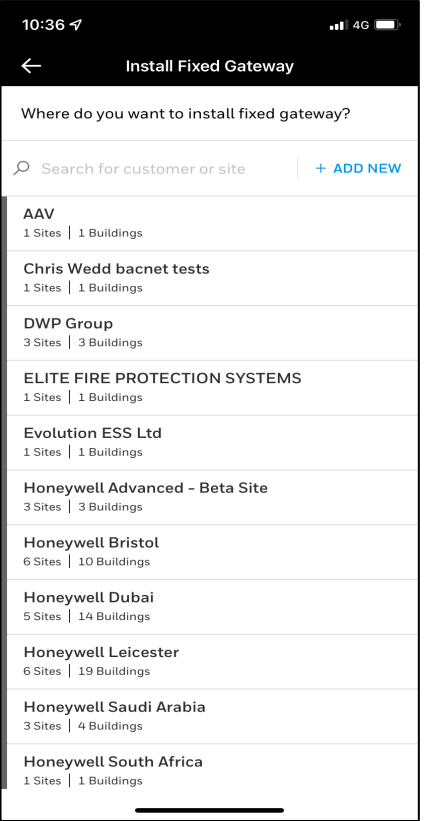 10:36
4G
Install Fixed Gateway
Where do you want to install fixed gateway?
Search for customer or site
+ ADD NEW
AAV
1 Sites | 1 Buildings
Chris Wedd bacnet tests
1 Sites | 1 Buildings
DWP Group
3 Sites | 3 Buildings
ELITE FIRE PROTECTION SYSTEMS
1 Sites | 1 Buildings
Evolution ESS Ltd
1 Sites | 1 Buildings
Honeywell Advanced - Beta Site
3 Sites | 3 Buildings
Honeywell Bristol
6 Sites | 10 Buildings
Honeywell Dubai
5 Sites | 14 Buildings
Honeywell Leicester
6 Sites | 19 Buildings
Honeywell Saudi Arabia
3 Sites | 4 Buildings
Honeywell South Africa
1 Sites | 1 Buildings